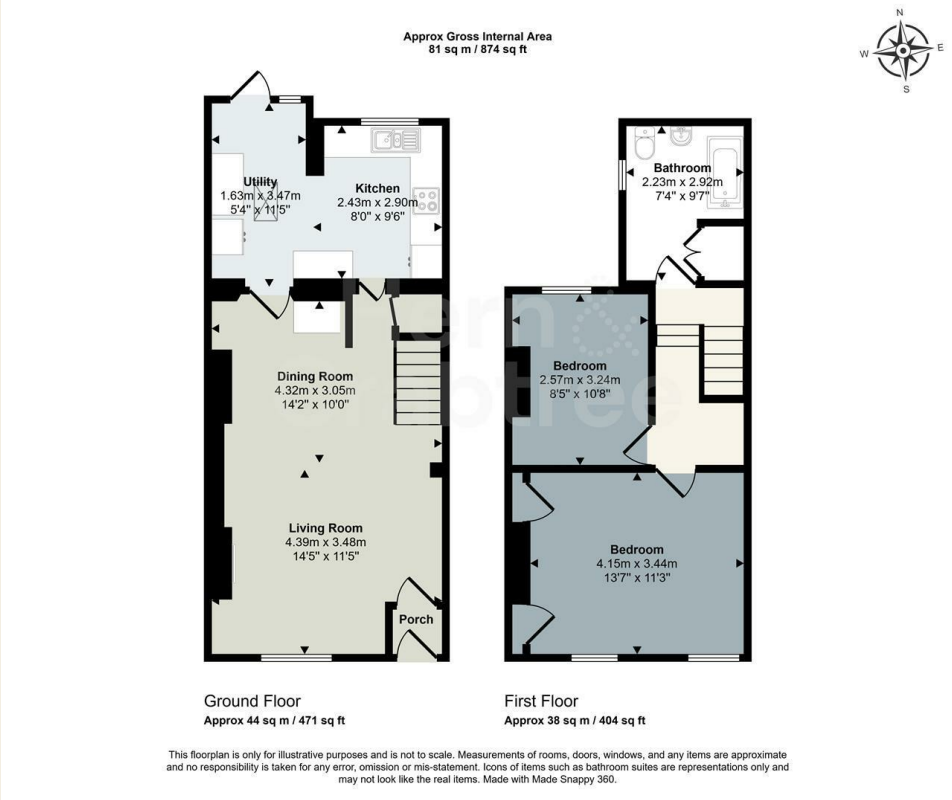 Approx Gross Internal Area
81 sq m / 874 sq ft
N
W
E
S
Utility
1.63m x 3.47m
5'4" x 11'5"
Kitchen
2.43m x 2.90m
8'0" x 9'6"
Dining Room
4.32m x 3.05m
14'2" x 10'0"
Living Room
4.39m x 3.48m
14'5" x 11'5"
Porch
Bathroom
2.23m x 2.92m
7'4" x 9'7"
Bedroom
2.57m x 3.24m
8'5" x 10'8"
Bedroom
4.15m x 3.44m
13'7" x 11'3"
Hern &
Crabtree
Ground Floor
Approx 44 sq m / 471 sq ft
First Floor
Approx 38 sq m / 404 sq ft
This floorplan is only for illustrative purposes and is not to scale. Measurements of rooms, doors, windows, and any items are approximate
and no responsibility is taken for any error, omission or mis-statement. Icons of items such as bathroom suites are representations only and
may not look like the real items. Made with Made Snappy 360.